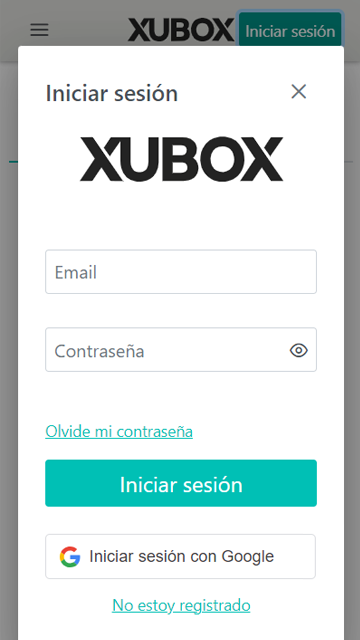 XUBOX
Iniciar sesión
Iniciar sesión
XUBOX
Email
Contraseña
Olvide mi contraseña
Iniciar sesión
Iniciar sesión con Google
No estoy registrado